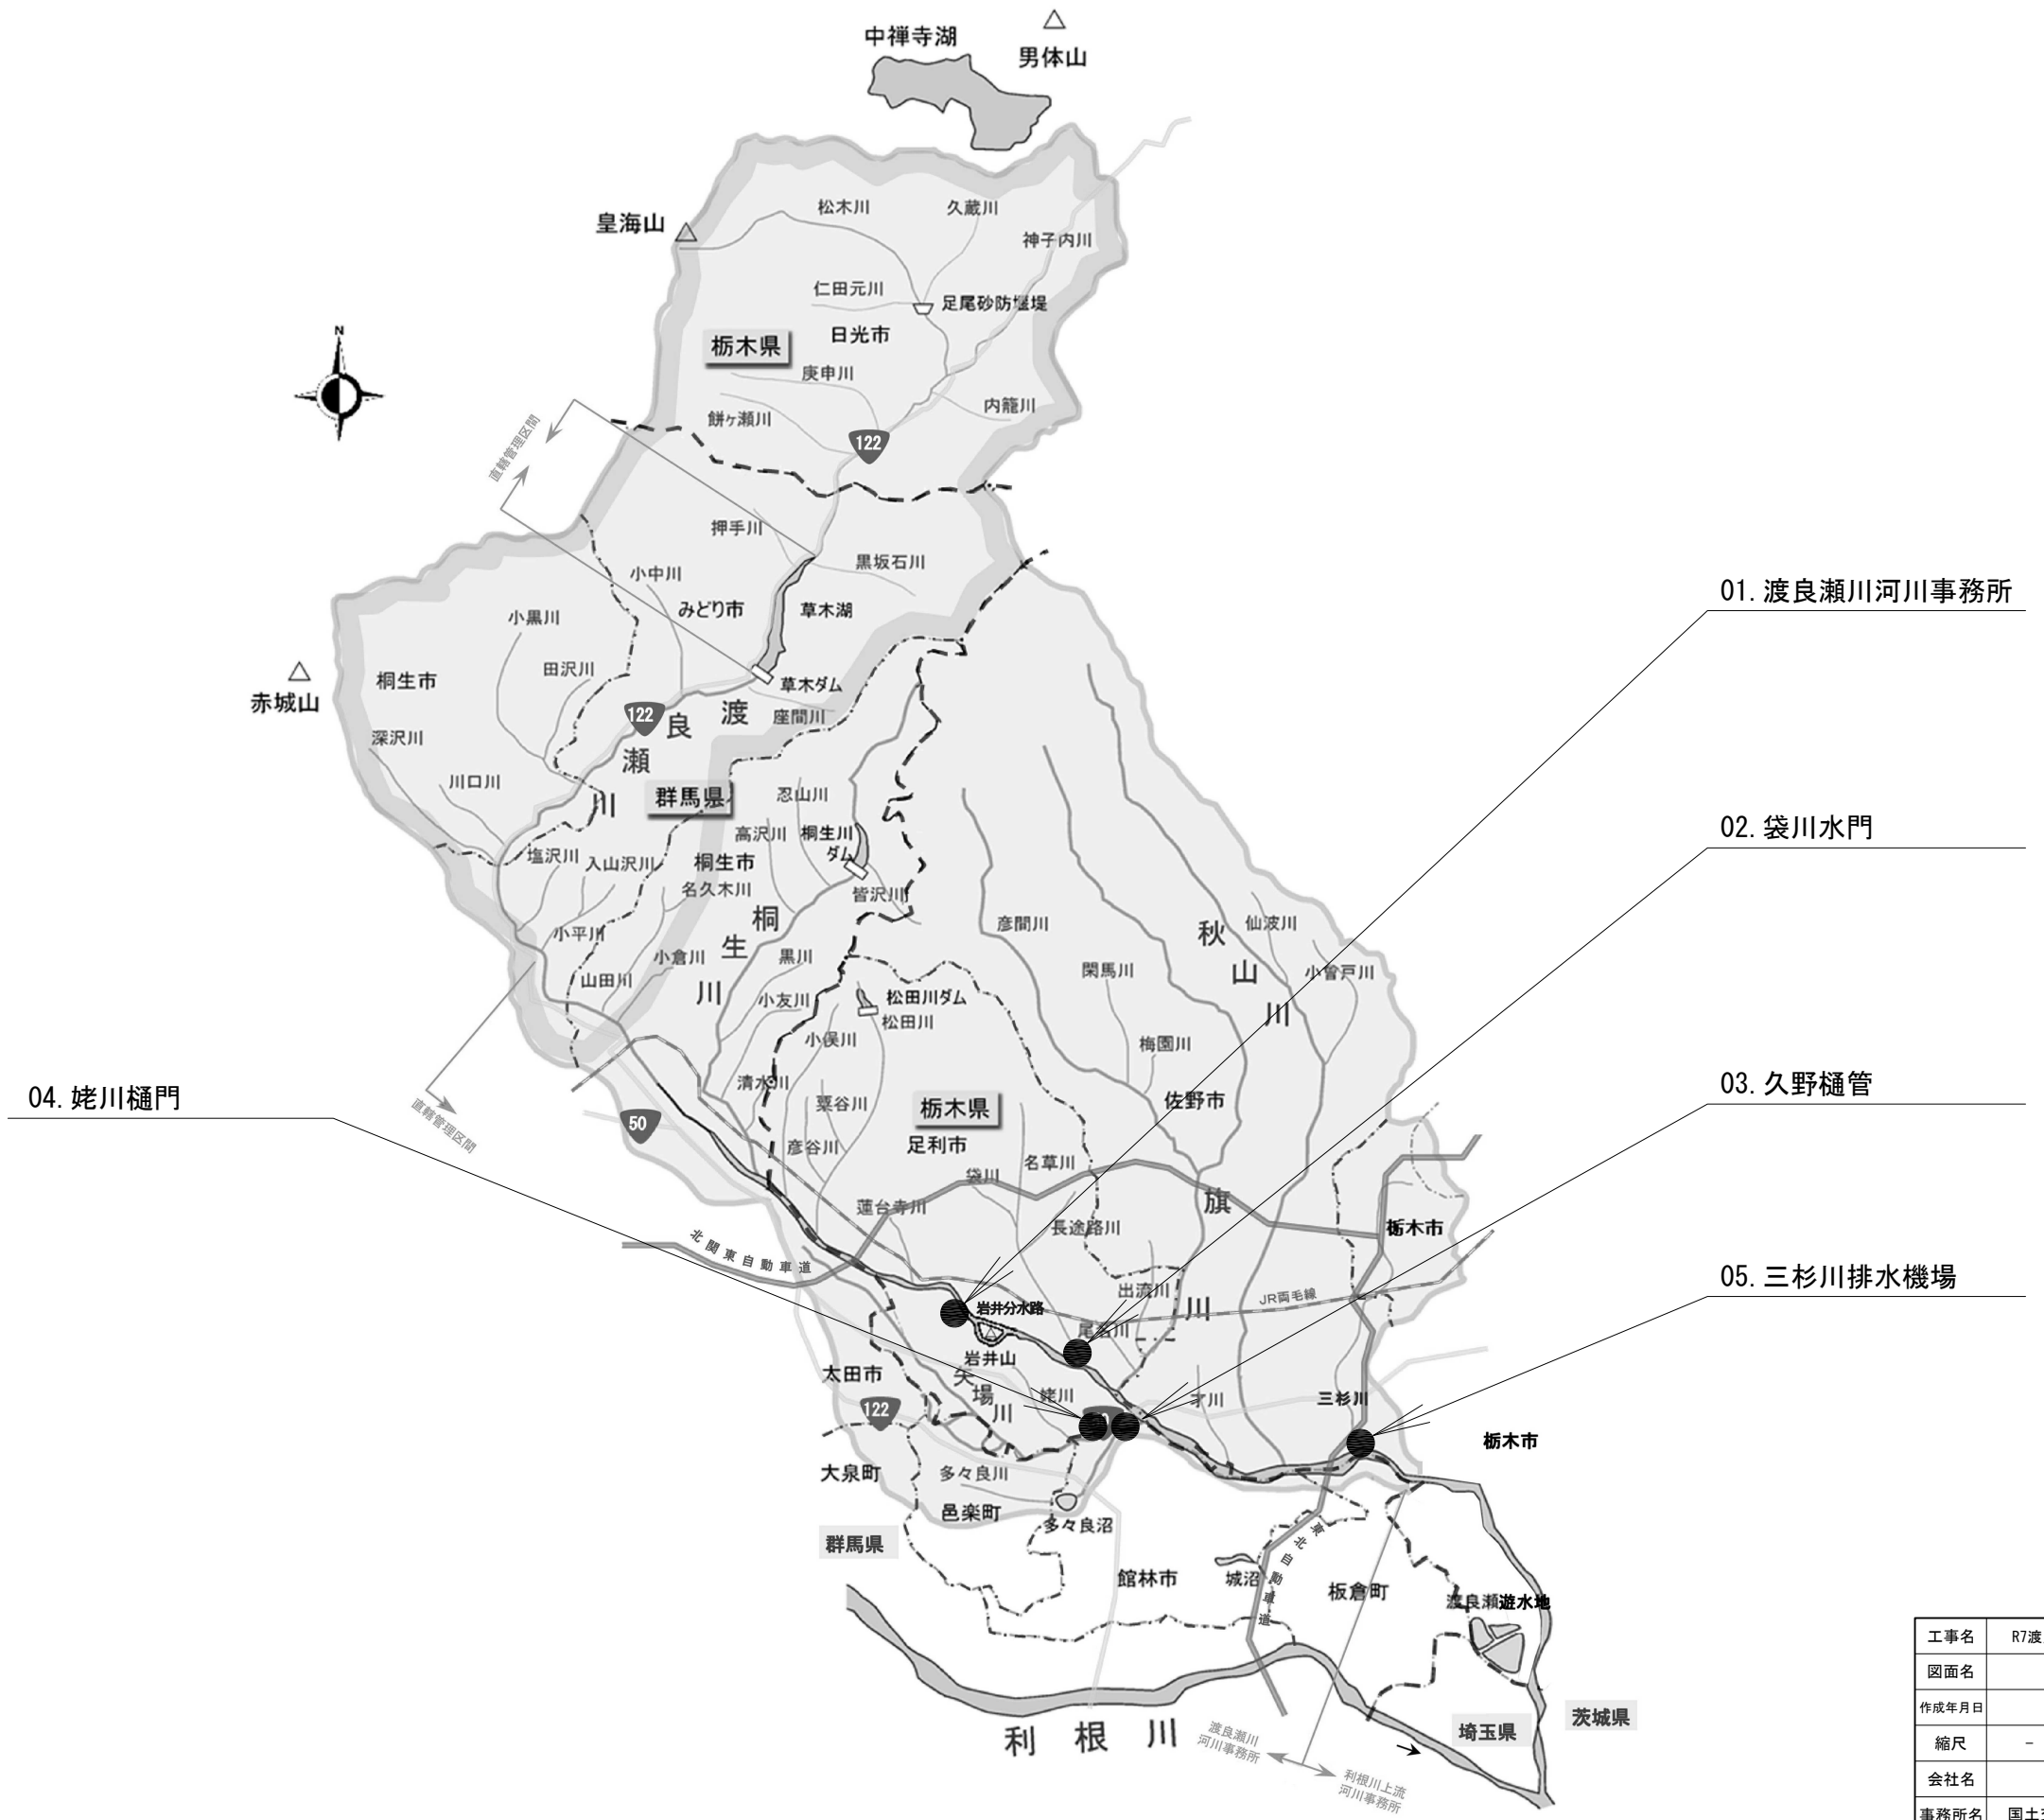 中禅寺湖
男体山
皇海山
松木川
久蔵川
神子内川
仁田元川
足尾砂防堰堤
日光市
栃木県
庚申川
内籠川
餅ヶ瀬川
122
N
直轄管理区間
押手川
黒坂石川
小中川
みどり市
草木湖
小黒川
田沢川
桐生市
赤城山
草木ダム
座間川
深沢川
川口川
122
渡良瀬川
群馬県
忍山川
高沢川
桐生川
ダム
塩沢川
入山沢川
桐生市
名久木川
皆沢川
桐生川
小平川
小倉川
黒川
山田川
小友川
彦間川
閑馬川
秋山川
仙波川
小曽戸川
松田川ダム
松田川
小俣川
梅園川
清水川
粟谷川
栃木県
佐野市
直轄管理区間
50
彦谷川
足利市
名草川
袋川
蓮台寺川
長途路川
旗川
栃木市
北関東自動車道
出流川
JR両毛線
岩井分水路
尾名川
岩井山
太田市
矢場川
姥川
才川
三杉川
122
栃木市
大泉町
多々良川
邑楽町
多々良沼
群馬県
東北自動車道
館林市
城沼
板倉町
渡良瀬遊水地
利根川
渡良瀬川
河川事務所
利根川上流
河川事務所
埼玉県
茨城県
01. 渡良瀬川河川事務所
02. 袋川水門
03. 久野樋管
04. 姥川樋門
05. 三杉川排水機場
工事名 R7渡
図面名
作成年月日
縮尺 －
会社名
事務所名 国土